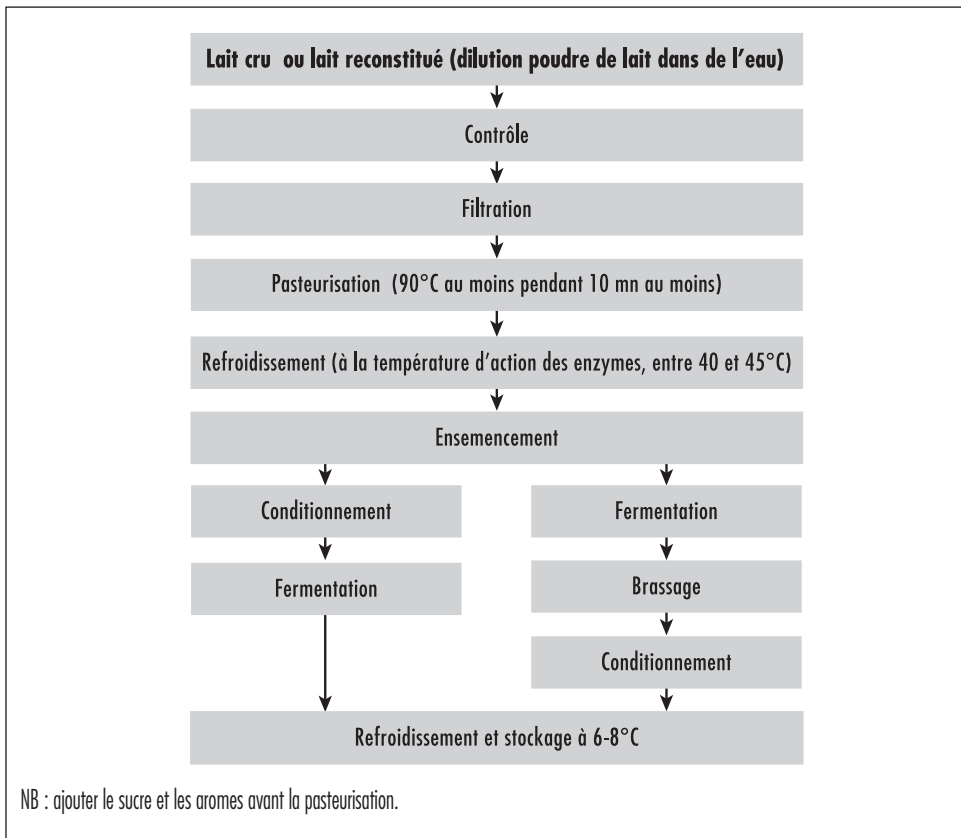 Lait cru ou lait reconstitué (dilution poudre de lait dans de l'eau)
Contrôle
Filtration
Pasteurisation (90°C au moins pendant 10 mn au moins)
Refroidissement (à la température d'action des enzymes, entre 40 et 45°C)
Ensemencement
Conditionnement
Fermentation
Fermentation
Brassage
Conditionnement
Refroidissement et stockage à 6-8°C
NB : ajouter le sucre et les aromes avant la pasteurisation.